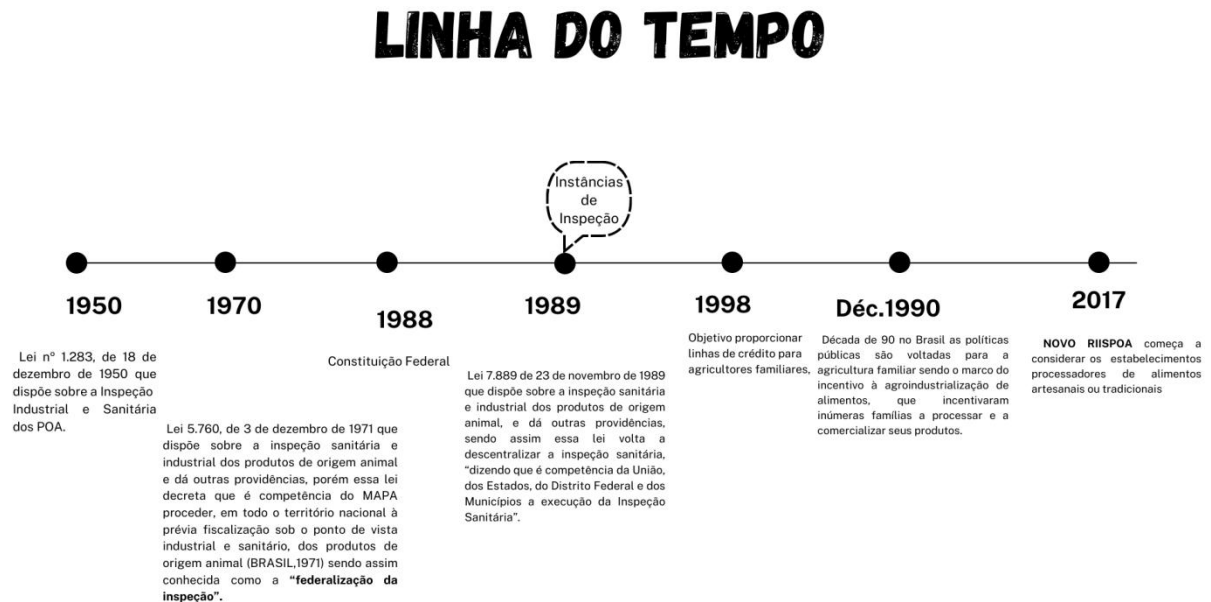 LINHA DO TEMPO
Instâncias
de
Inspeção
1950
Lei nº 1.283, de 18 de
dezembro de 1950 que
dispõe sobre a Inspeção
Industrial e Sanitária
dos POA.
1970
Lei 5.760, de 3 de dezembro de 1971 que
dispõe sobre a inspeção sanitária e
industrial dos produtos de origem animal
e dá outras providências, porém essa lei
decreta que é competência do MAPA
proceder, em todo o território nacional à
prévia fiscalização sob o ponto de vista
industrial e sanitário, dos produtos de
origem animal (BRASIL,1971) sendo assim
conhecida como a "federalização da
inspeção".
1988
Constituição Federal
1989
Lei 7.889 de 23 de novembro de 1989
que dispõe sobre a inspeção sanitária
e industrial dos produtos de origem
animal, e dá outras providências,
sendo assim essa lei volta a
descentralizar a inspeção sanitária,
"dizendo que é competência da União,
dos Estados, do Distrito Federal e dos
Municípios a execução da Inspeção
Sanitária".
1998
Objetivo proporcionar
linhas de crédito para
agricultores familiares,
Déc.1990
Década de 90 no Brasil as políticas
públicas são voltadas para a
agricultura familiar sendo o marco do
incentivo à agroindustrialização de
alimentos, que incentivaram
inúmeras famílias a processar e a
comercializar seus produtos.
2017
NOVO RIISPOA começa a
considerar os estabelecimentos
processadores de alimentos
artesanais ou tradicionais